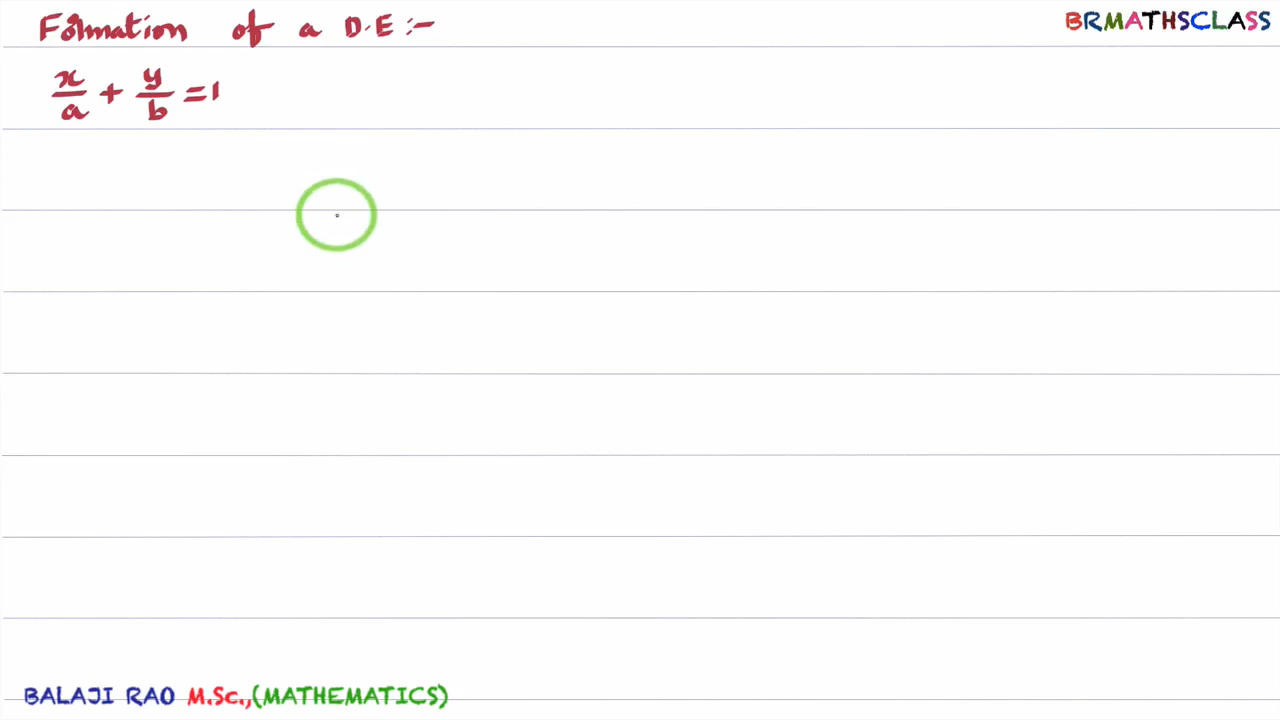 Formation of a D.E :-
BRMATHSCLASS
x/a + y/b = 1
BALAJI RAO M.Sc.,(MATHEMATICS)